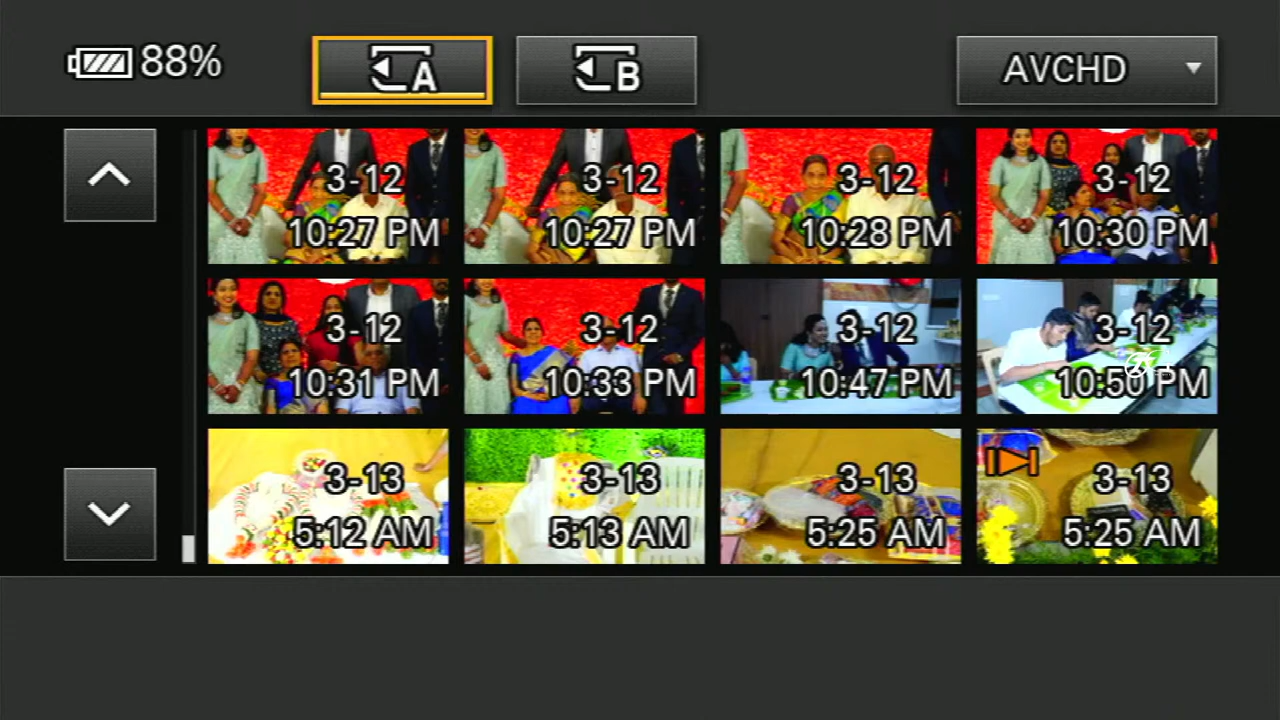 88%
A
B
AVCHD
3-12
10:27 PM
3-12
10:27 PM
3-12
10:28 PM
3-12
10:30 PM
3-12
10:31 PM
3-12
10:33 PM
3-12
10:47 PM
3-12
10:50 PM
3-13
5:12 AM
3-13
5:13 AM
3-13
5:25 AM
3-13
5:25 AM